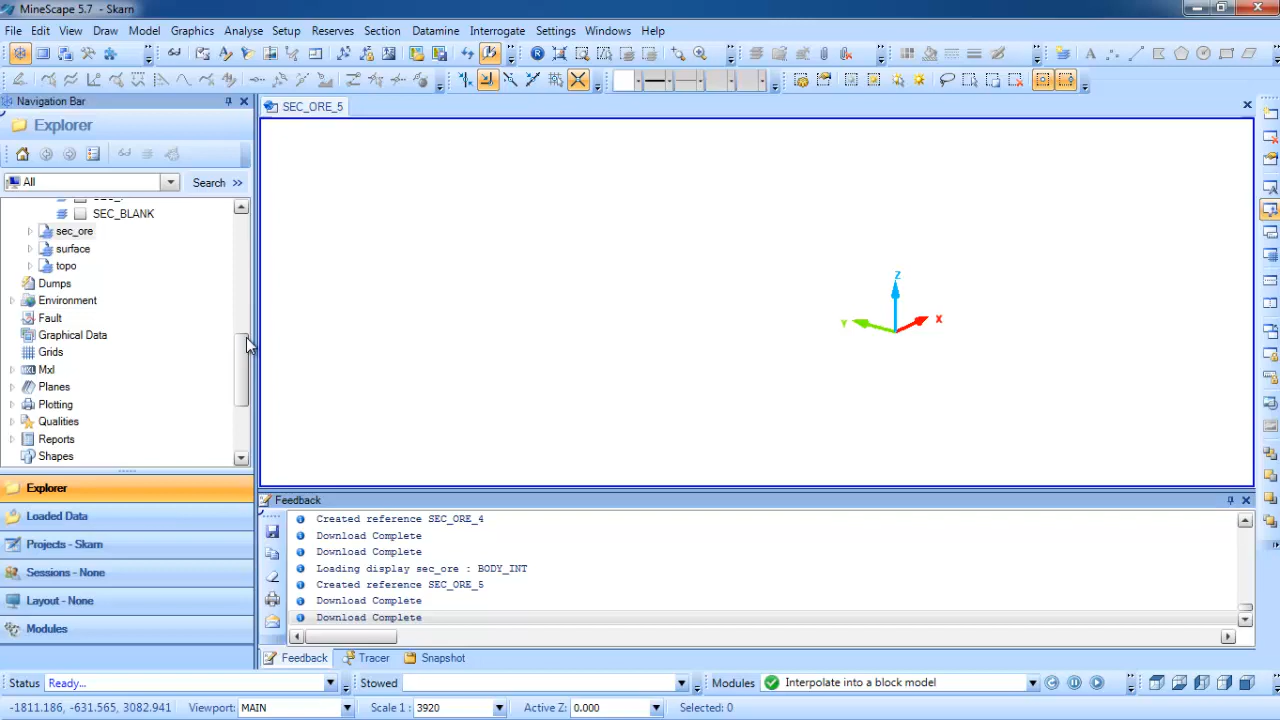 MineScape 5.7 - Skarn
File Edit View Draw Model Graphics Analyse Setup Reserves Section Datamine Interrogate Settings Windows Help
Navigation Bar
Explorer
All
Search »
SEC_BLANK
sec_ore
surface
topo
Dumps
Environment
Fault
Graphical Data
Grids
Mxl
Planes
Plotting
Qualities
Reports
Shapes
Explorer
Loaded Data
Projects - Skarn
Sessions - None
Layout - None
Modules
SEC_ORE_5
Z
Y
X
Feedback
Created reference SEC_ORE_4
Download Complete
Download Complete
Loading display sec_ore : BODY_INT
Created reference SEC_ORE_5
Download Complete
Download Complete
Feedback Tracer Snapshot
Status Ready... Stowed Modules Interpolate into a block model
-1811.186, -631.565, 3082.941 Viewport: MAIN Scale 1 : 3920 Active Z: 0.000 Selected: 0